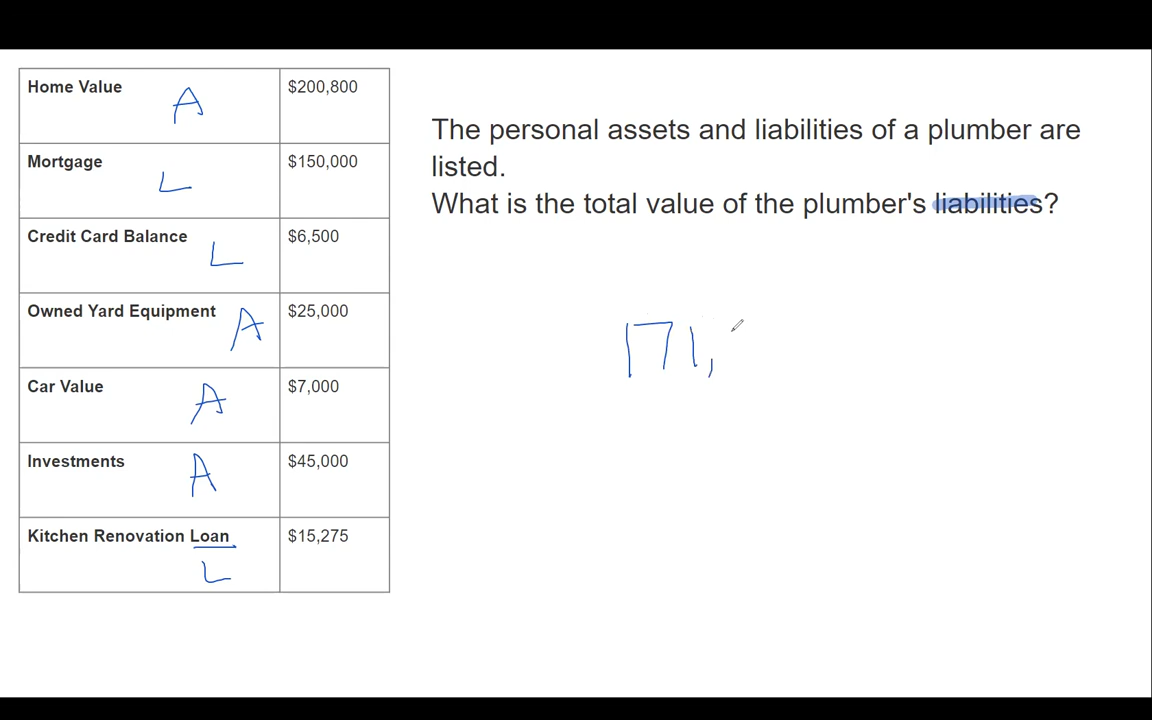 Home Value A $200,800
Mortgage L $150,000
Credit Card Balance L $6,500
Owned Yard Equipment A $25,000
Car Value A $7,000
Investments A $45,000
Kitchen Renovation Loan $15,275
L
The personal assets and liabilities of a plumber are
listed.
What is the total value of the plumber's liabilities?
171,